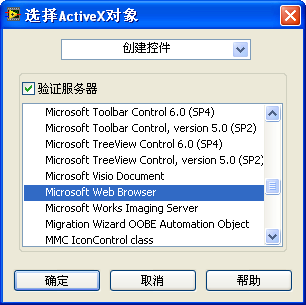 选择ActiveX对象
创建控件
验证服务器
Microsoft Toolbar Control 6.0 (SP4)
Microsoft Toolbar Control, version 5.0 (SP2)
Microsoft TreeView Control 6.0 (SP4)
Microsoft TreeView Control, version 5.0 (SP2)
Microsoft Visio Document
Microsoft Web Browser
Microsoft Works Imaging Server
Migration Wizard OOBE Automation Object
MMC IconControl class
确定 取消 帮助